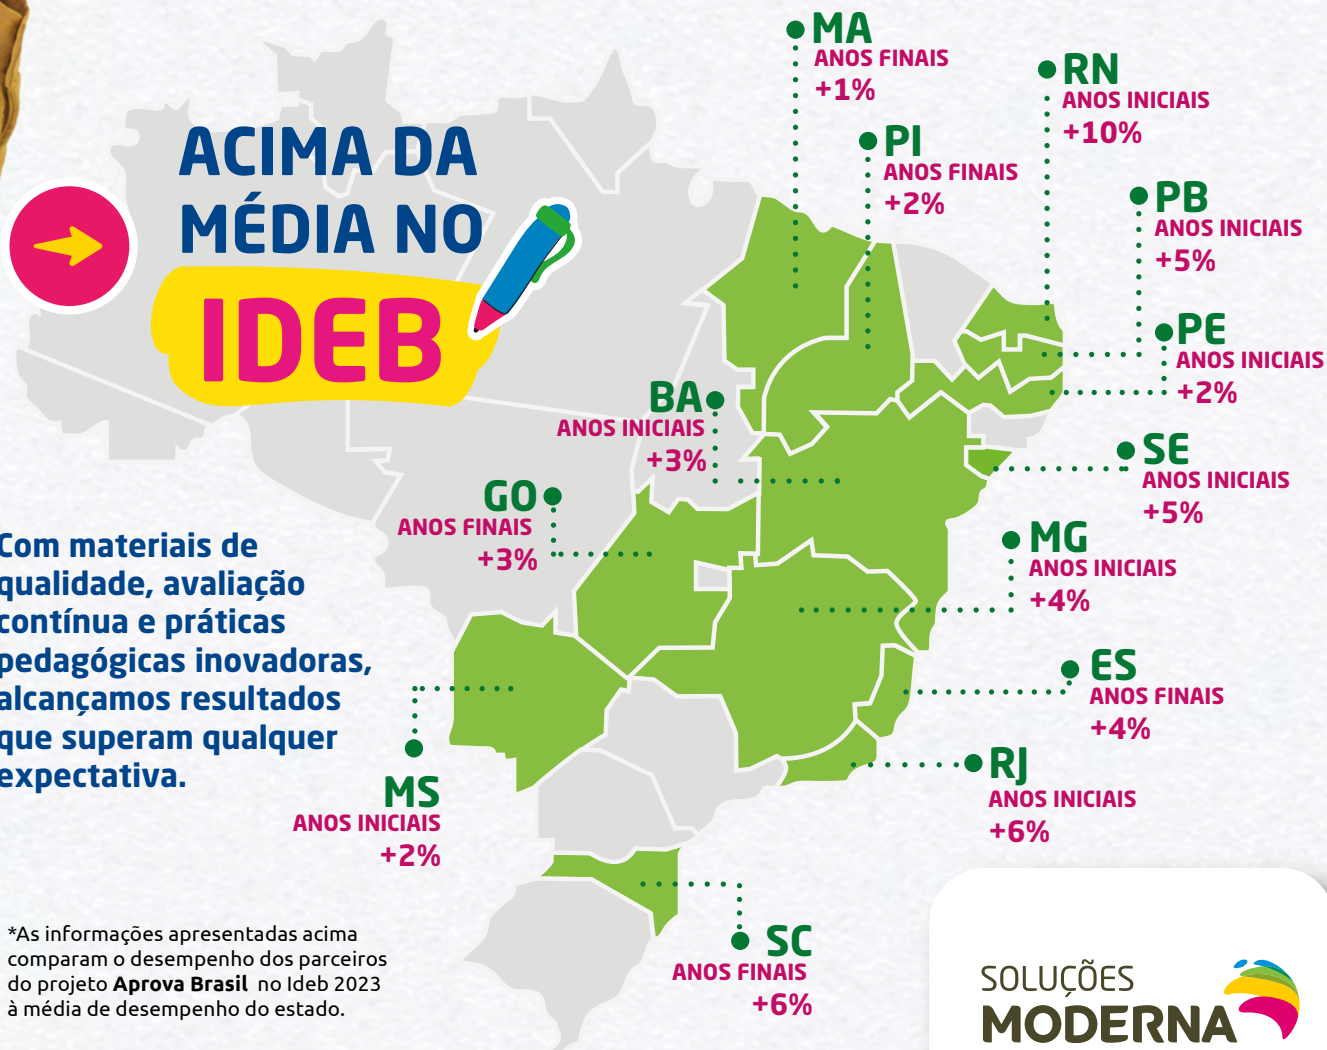 ACIMA DA
MÉDIA NO
IDEB
MA
ANOS FINAIS
+1%
PI
ANOS FINAIS
+2%
RN
ANOS INICIAIS
+10%
PB
ANOS INICIAIS
+5%
PE
ANOS INICIAIS
+2%
BA
ANOS INICIAIS
+3%
SE
ANOS INICIAIS
+5%
GO
ANOS FINAIS
+3%
MG
ANOS INICIAIS
+4%
ES
ANOS FINAIS
+4%
RJ
ANOS INICIAIS
+6%
MS
ANOS INICIAIS
+2%
SC
ANOS FINAIS
+6%
Com materiais de
qualidade, avaliação
contínua e práticas
pedagógicas inovadoras,
alcançamos resultados
que superam qualquer
expectativa.
*As informações apresentadas acima
comparam o desempenho dos parceiros
do projeto Aprova Brasil no Ideb 2023
à média de desempenho do estado.
SOLUÇÕES
MODERNA